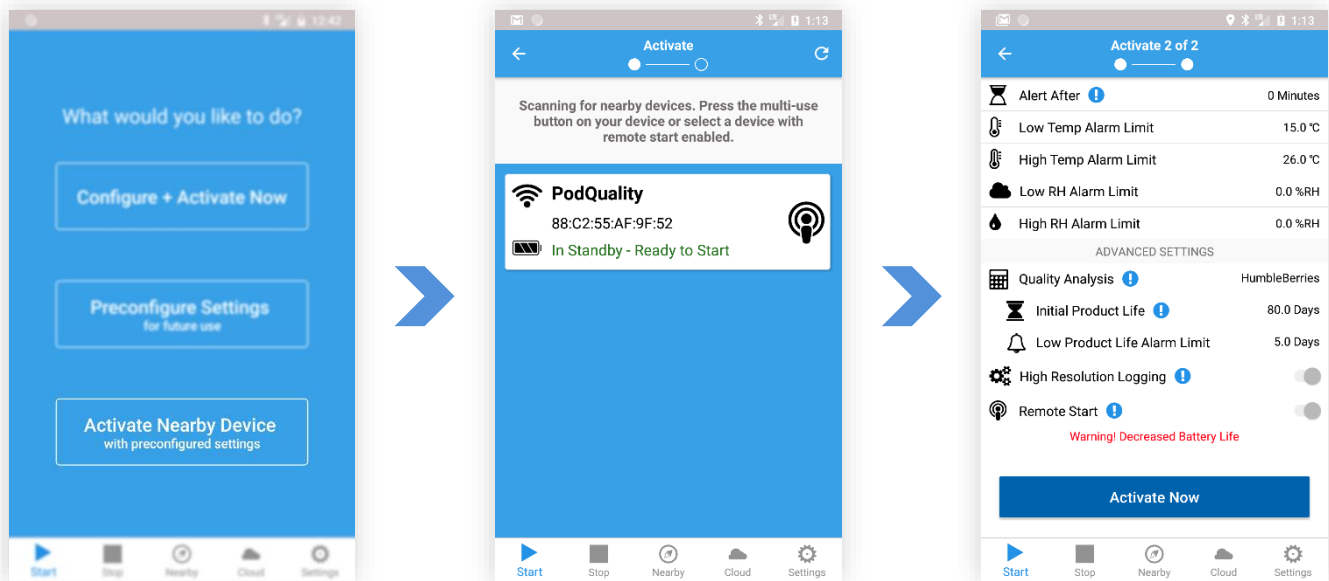 12:42
What would you like to do?
Configure + Activate Now
Preconfigure Settings
for future use
Activate Nearby Device
with preconfigured settings
Start
Stop
Nearby
Cloud
Settings
1:13
Activate
Scanning for nearby devices. Press the multi-use
button on your device or select a device with
remote start enabled.
PodQuality
88:C2:55:AF:9F:52
In Standby - Ready to Start
Start
Stop
Nearby
Cloud
Settings
1:13
Activate 2 of 2
Alert After 0 Minutes
Low Temp Alarm Limit 15.0 °C
High Temp Alarm Limit 26.0 °C
Low RH Alarm Limit 0.0 %RH
High RH Alarm Limit 0.0 %RH
ADVANCED SETTINGS
Quality Analysis HumbleBerries
Initial Product Life 80.0 Days
Low Product Life Alarm Limit 5.0 Days
High Resolution Logging
Remote Start
Warning! Decreased Battery Life
Activate Now
Start
Stop
Nearby
Cloud
Settings